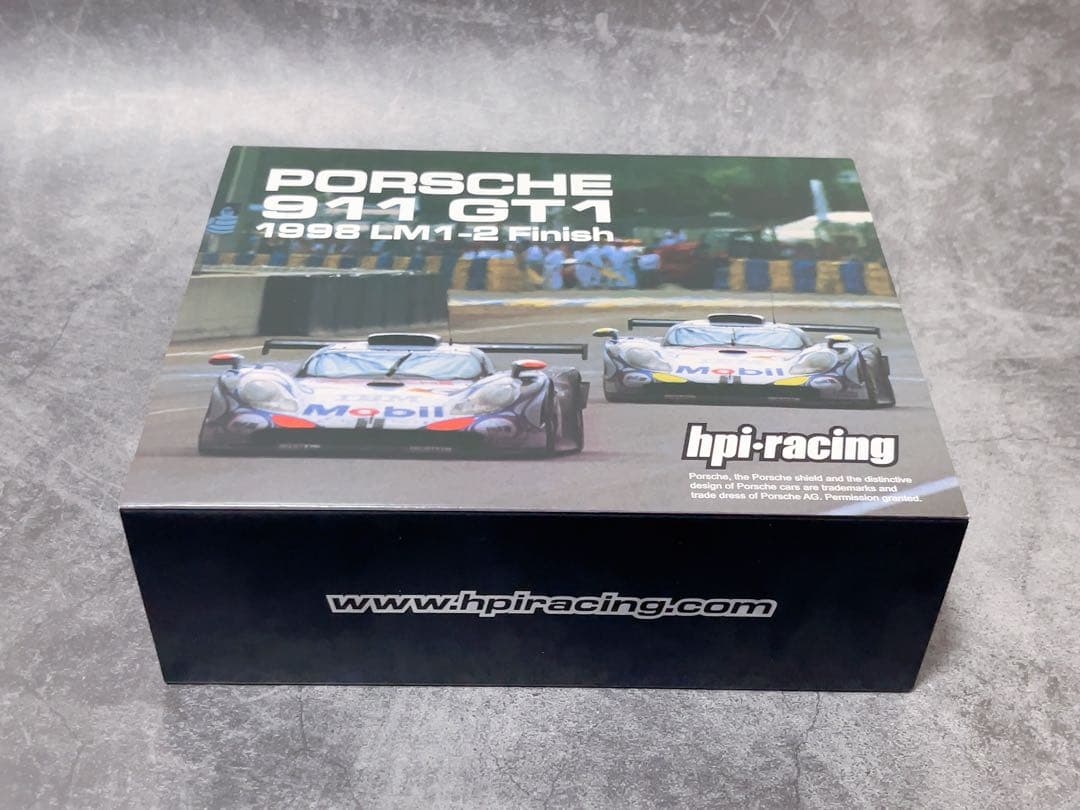 PORSCHE
911 GT1
1998 LM1-2 Finish
IBM
Mobil
Mobil
hpi·racing
Porsche, the Porsche shield and the distinctive
design of Porsche cars are trademarks and
trade dress of Porsche AG. Permission granted.
www.hpiracing.com